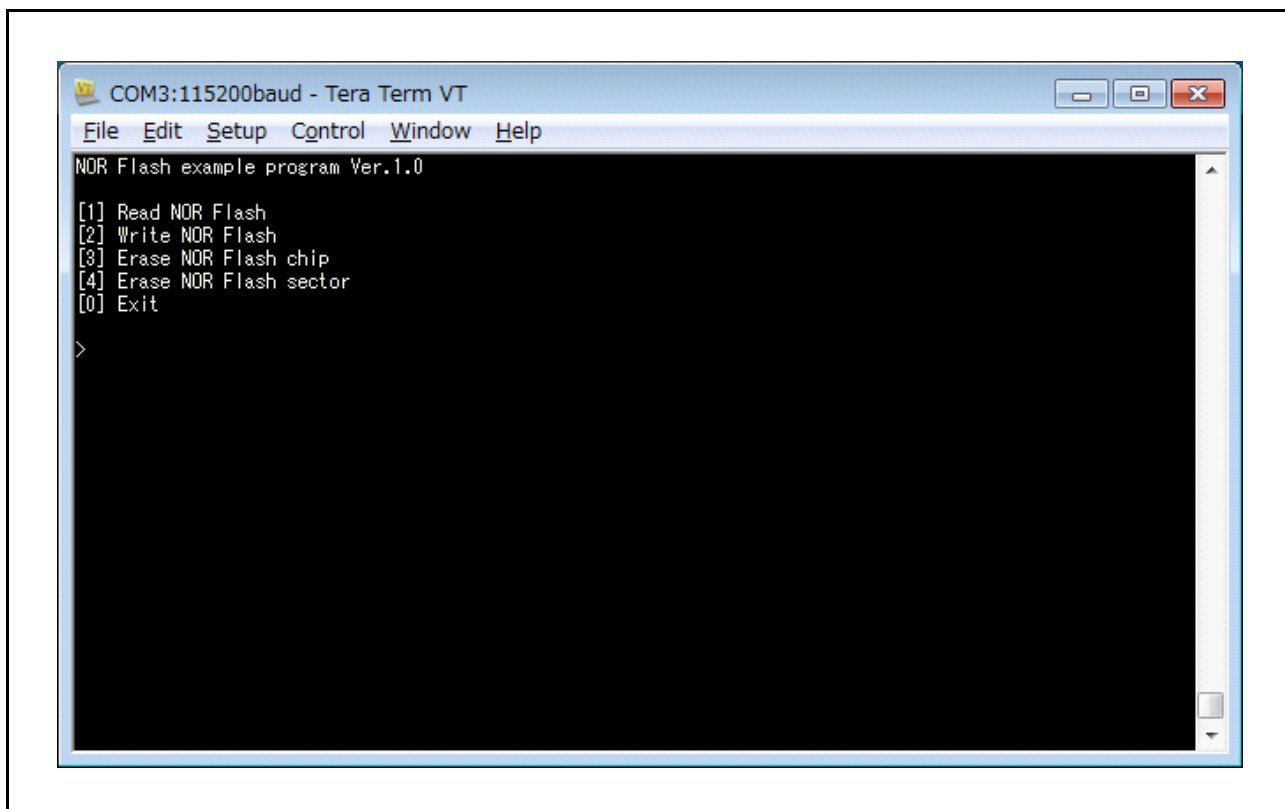 COM3:115200baud - Tera Term VT
File Edit Setup Control Window Help
NOR Flash example program Ver.1.0
[1] Read NOR Flash
[2] Write NOR Flash
[3] Erase NOR Flash chip
[4] Erase NOR Flash sector
[0] Exit
>